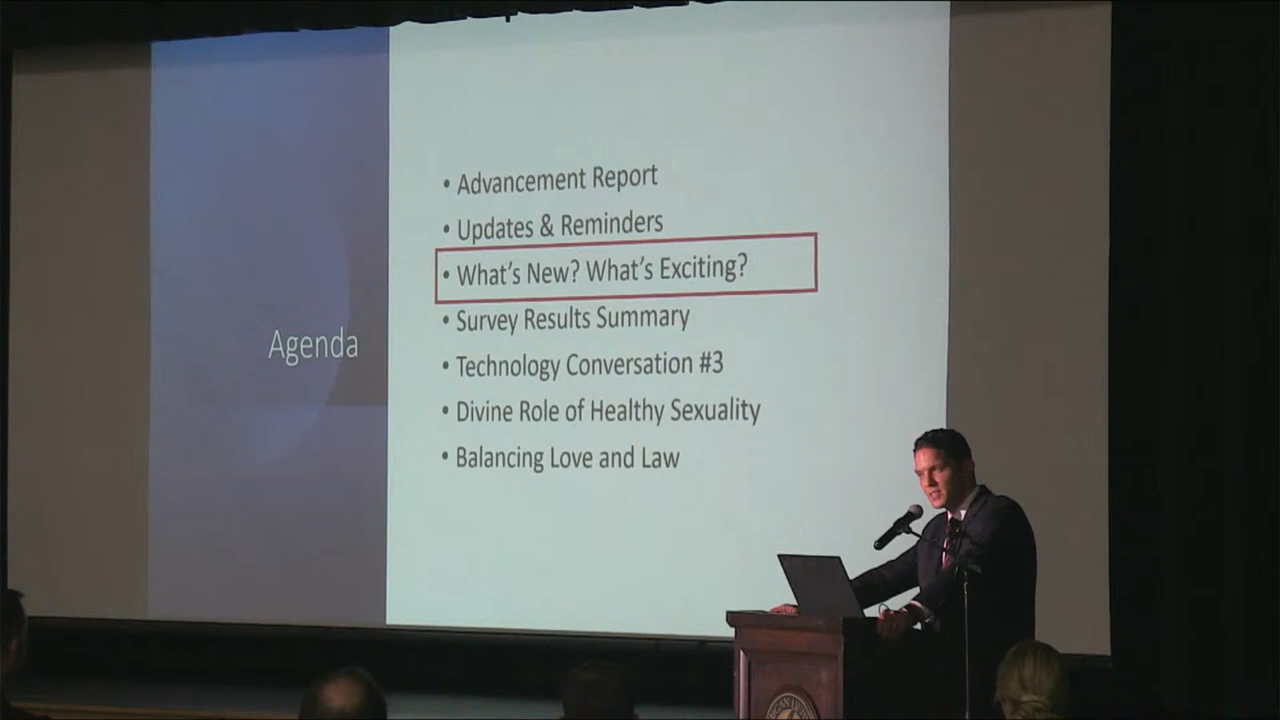 Agenda
• Advancement Report
• Updates & Reminders
• What's New? What's Exciting?
• Survey Results Summary
• Technology Conversation #3
• Divine Role of Healthy Sexuality
• Balancing Love and Law